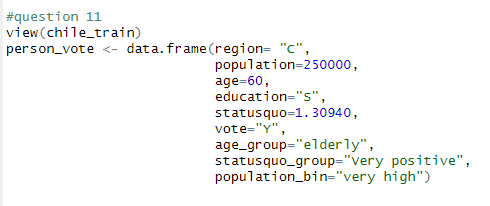 #question 11
view(chile_train)
person_vote <- data.frame(region= "C",
population=250000,
age=60,
education="S",
statusquo=1.30940,
vote="Y",
age_group="elderly",
statusquo_group="Very positive",
population_bin="very high")